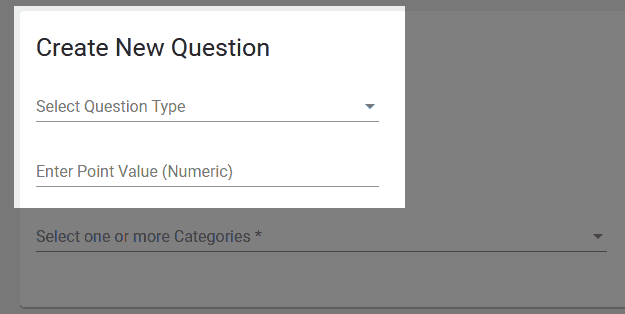 Create New Question
Select Question Type
Enter Point Value (Numeric)
Select one or more Categories *